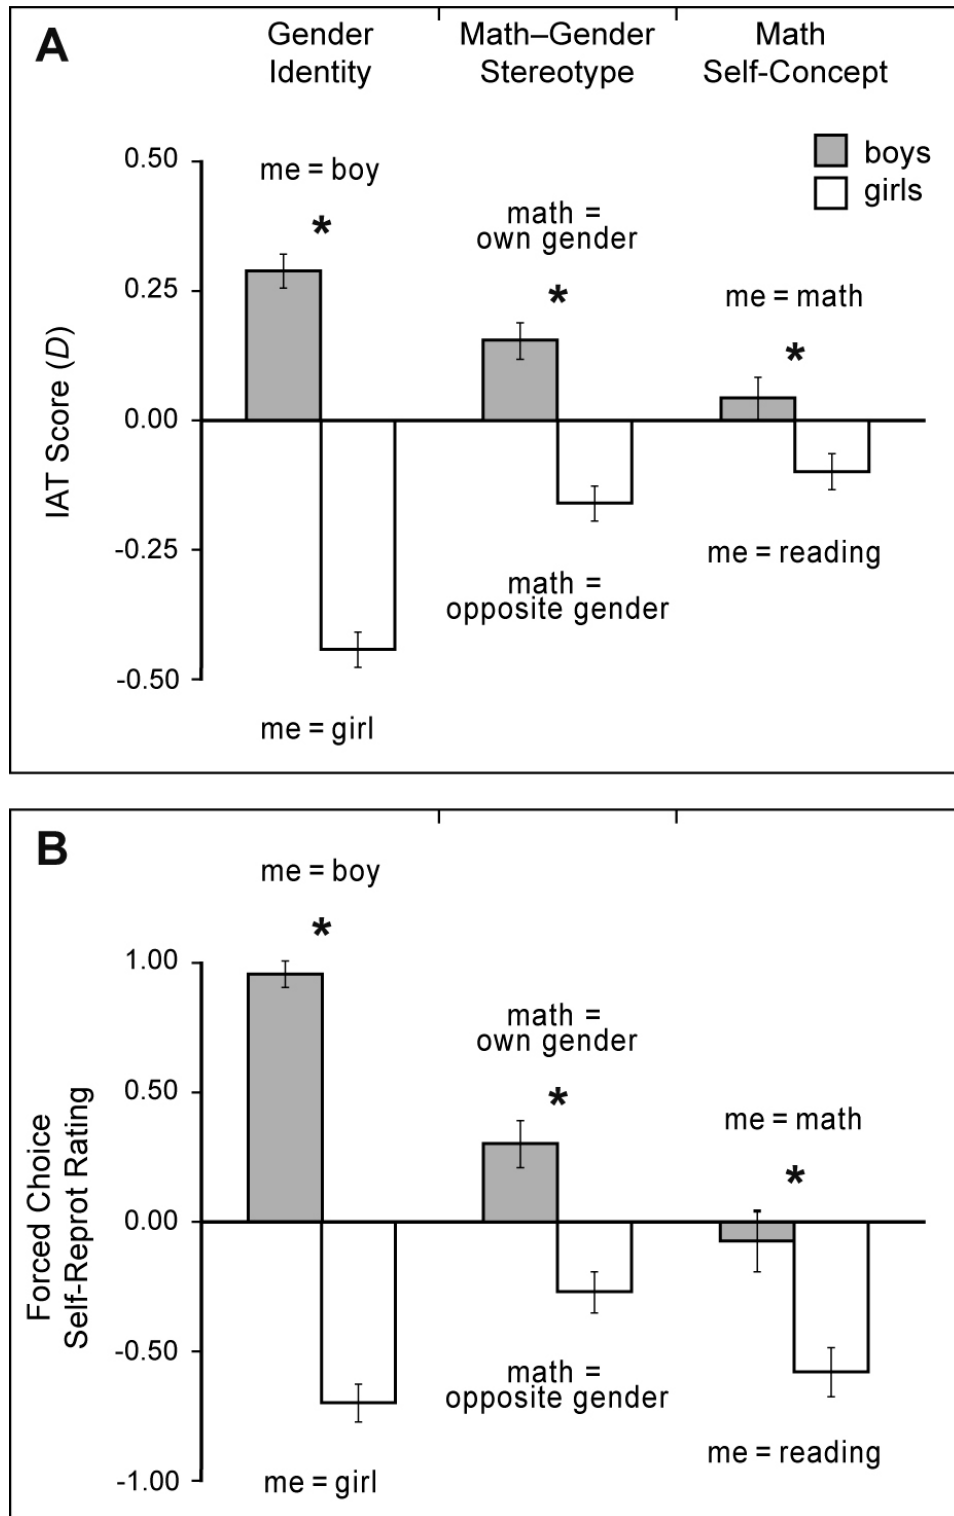 A
Gender
Identity
Math–Gender
Stereotype
Math
Self-Concept
boys
girls
IAT Score (D)
0.50
0.25
0.00
-0.25
-0.50
me = boy
*
me = girl
math =
own gender
*
math =
opposite gender
me = math
*
me = reading
B
Forced Choice
Self-Reprot Rating
1.00
0.50
0.00
-0.50
-1.00
me = boy
*
me = girl
math =
own gender
*
math =
opposite gender
me = math
*
me = reading